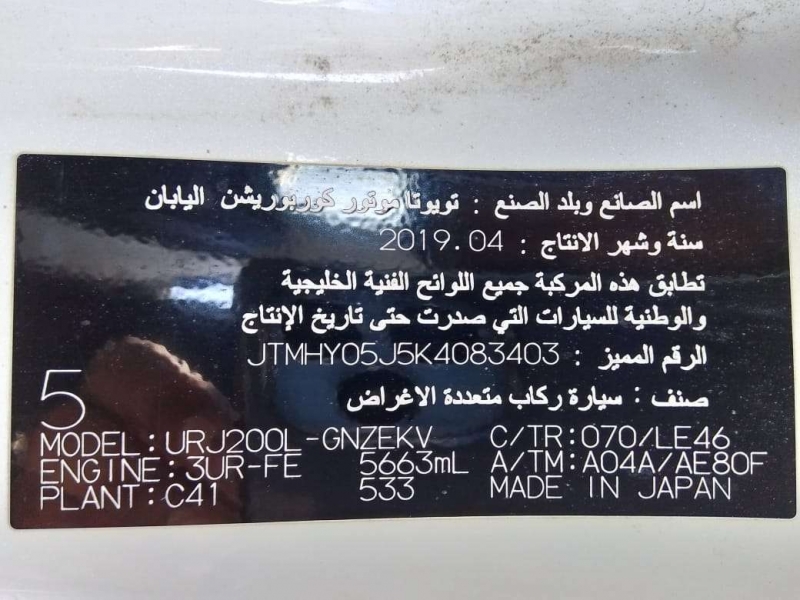 اسم الصانع وبلد الصنع : تويوتا موتور كوربوريشن اليابان
سنة وشهر الانتاج : 2019.04
تطابق هذه المركبة جميع اللوائح الفنية الخليجية
والوطنية للسيارات التي صدرت حتى تاريخ الإنتاج
الرقم المميز : JTMHY05J5K4083403
صنف : سيارة ركاب متعددة الاغراض
5
MODEL:URJ200L-GNZEKV C/TR:070/LE46
ENGINE:3UR-FE 5663mL A/TM:A04A/AE80F
PLANT:C41 533 MADE IN JAPAN